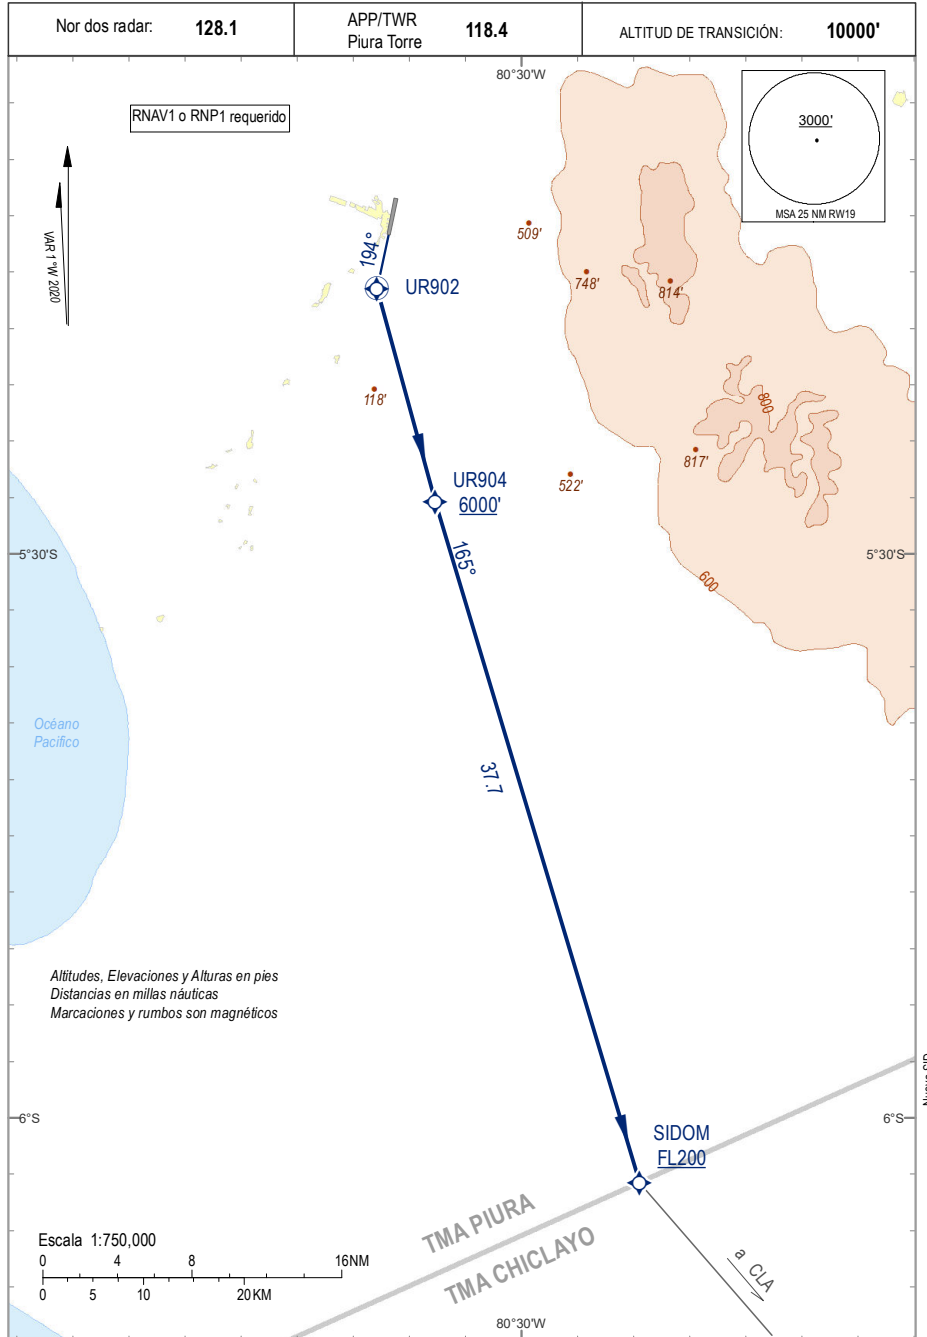 Nor dos radar: 128.1
APP/TWR
Piura Torre
118.4
ALTITUD DE TRANSICIÓN: 10000'
80°30'W
RNAV1 o RNP1 requerido
3000'
MSA 25 NM RW19
VAR 1°W 2020
194°
UR902
509'
748'
814'
118'
800
817'
522'
UR904
6000'
5°30'S
5°30'S
165°
600
Océano
Pacifico
37.7
Altitudes, Elevaciones y Alturas en pies
Distancias en millas náuticas
Marcaciones y rumbos son magnéticos
6°S
6°S
SIDOM
FL200
TMA PIURA
TMA CHICLAYO
a CLA
Escala 1:750,000
0 4 8 16NM
0 5 10 20KM
80°30'W